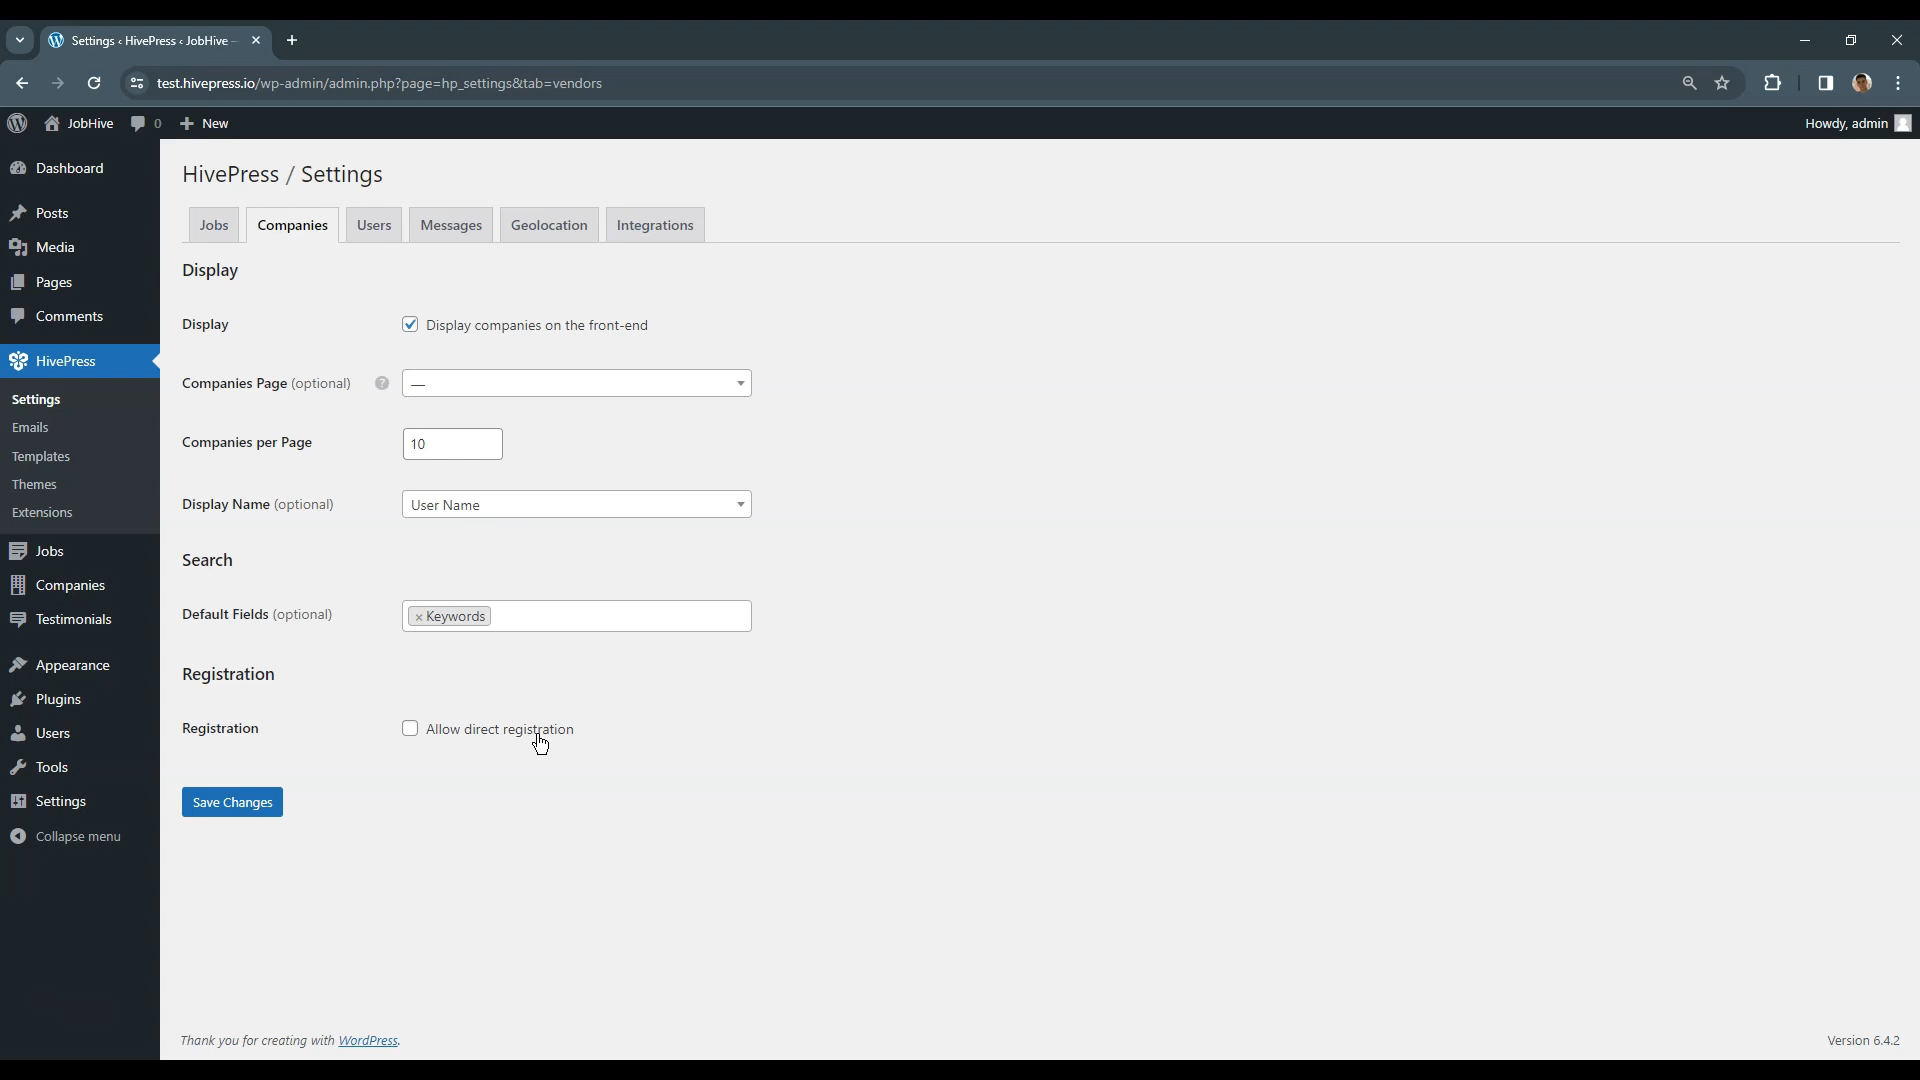 Settings ‹ HivePress ‹ JobHive —
test.hivepress.io/wp-admin/admin.php?page=hp_settings&tab=vendors
JobHive
0
New
Howdy, admin
Dashboard
Posts
Media
Pages
Comments
HivePress
Settings
Emails
Templates
Themes
Extensions
Jobs
Companies
Testimonials
Appearance
Plugins
Users
Tools
Settings
Collapse menu
HivePress / Settings
Jobs
Companies
Users
Messages
Geolocation
Integrations
Display
Display
Display companies on the front-end
Companies Page (optional)
?
—
Companies per Page
10
Display Name (optional)
User Name
Search
Default Fields (optional)
× Keywords
Registration
Registration
Allow direct registration
Save Changes
Thank you for creating with WordPress.
Version 6.4.2